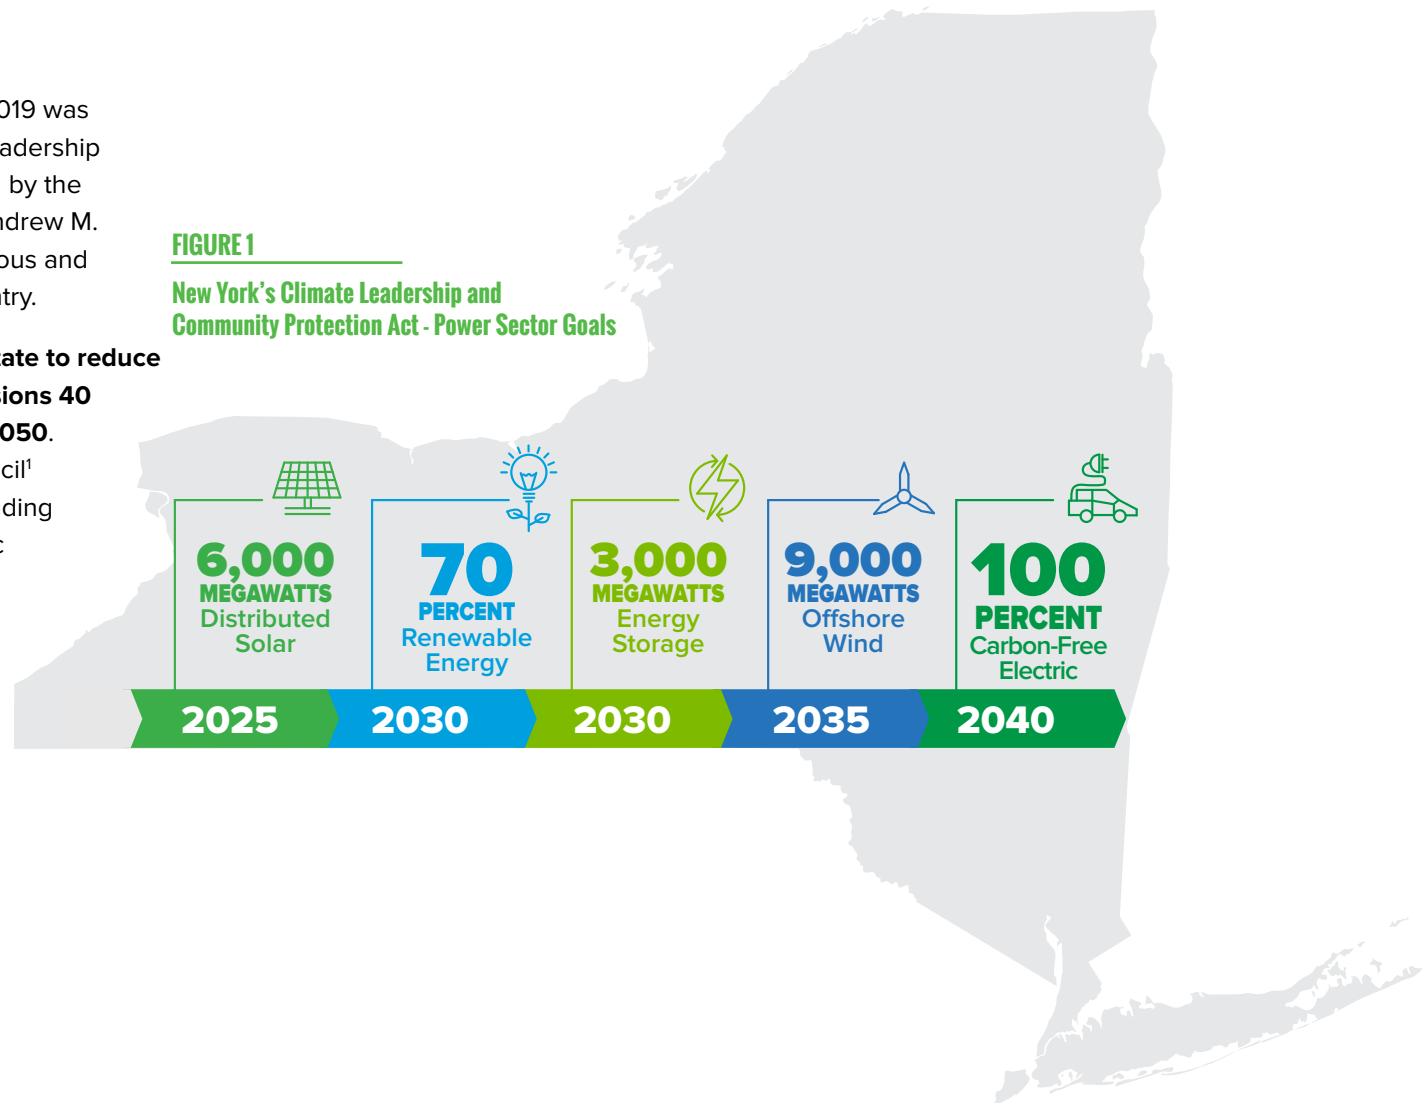 019 was
adership
by the
ndrew M.
ous and
ntry.
tate to reduce
sions 40
050.
cil1
ding
c
FIGURE 1
New York's Climate Leadership and
Community Protection Act - Power Sector Goals
6,000
MEGAWATTS
Distributed
Solar
2025
70
PERCENT
Renewable
Energy
2030
3,000
MEGAWATTS
Energy
Storage
2030
9,000
MEGAWATTS
Offshore
Wind
2035
100
PERCENT
Carbon-Free
Electric
2040